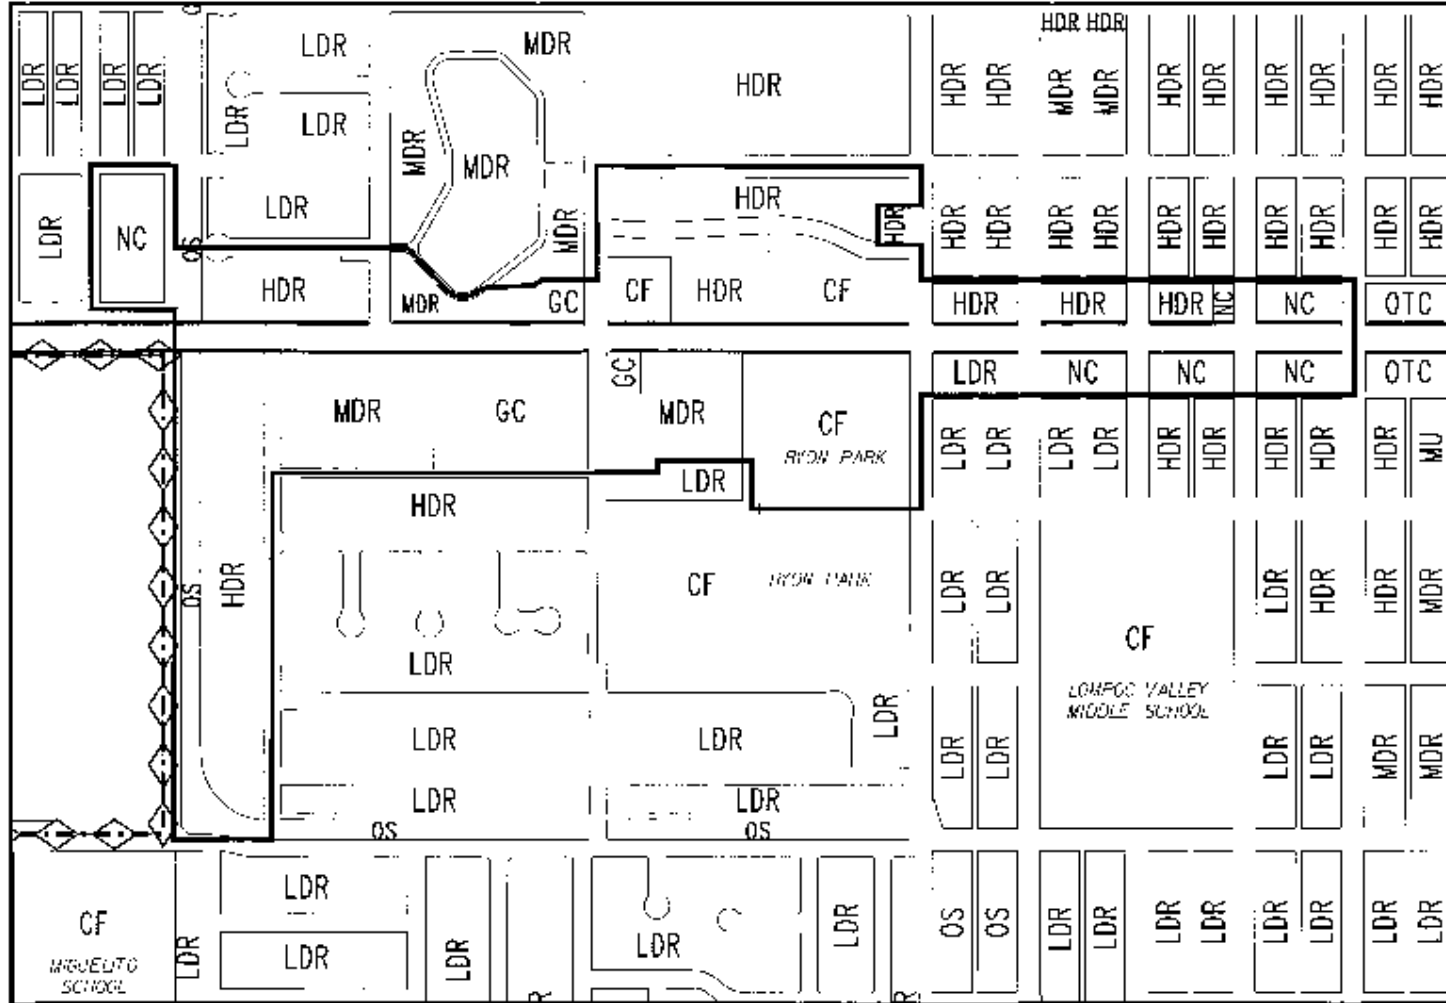 HDR HDR
LDR MDR
LDR LDR LDR LDR HDR HDR HDR MDR MDR HDR HDR HDR HDR HDR HDR
LDR LDR
MDR MDR
LDR HDR
LDR NC OS MDR HDR HDR HDR HDR HDR HDR HDR HDR HDR HDR HDR
HDR MDR GC CF HDR CF HDR HDR HDR NC NC OTC
GC LDR NC NC NC OTC
MDR GC MDR CF
RYON PARK
LDR LDR LDR LDR HDR HDR HDR HDR HDR MU
LDR
HDR
OS HDR CF RYON PARK LDR LDR LDR HDR HDR MDR
CF
LDR
LOMPOC VALLEY
MIDDLE SCHOOL
LDR LDR LDR
LDR LDR LDR LDR MDR MDR
LDR LDR
OS OS
LDR
CF LDR LDR OS OS LDR LDR LDR LDR LDR LDR LDR LDR
LDR LDR LDR
MIGUELITO
SCHOOL